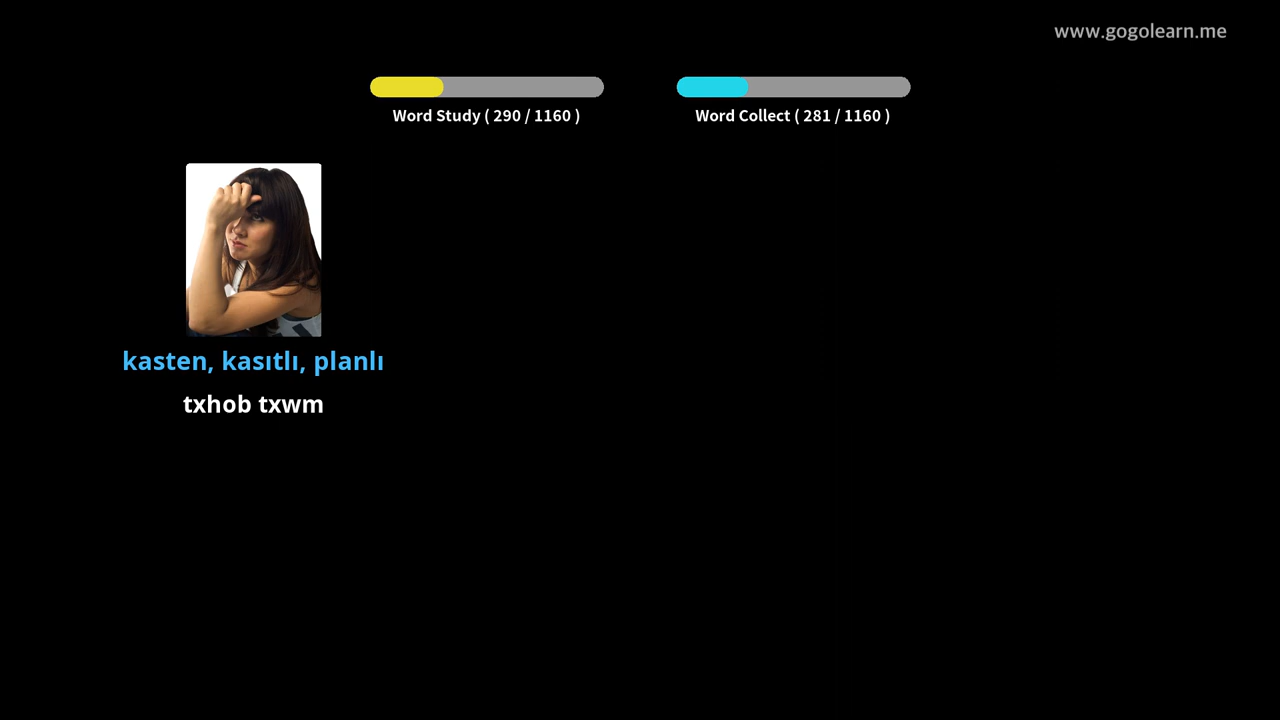 www.gogolearn.me
Word Study ( 290 / 1160 )
Word Collect ( 281 / 1160 )
kasten, kasıtlı, planlı
txhob txwm